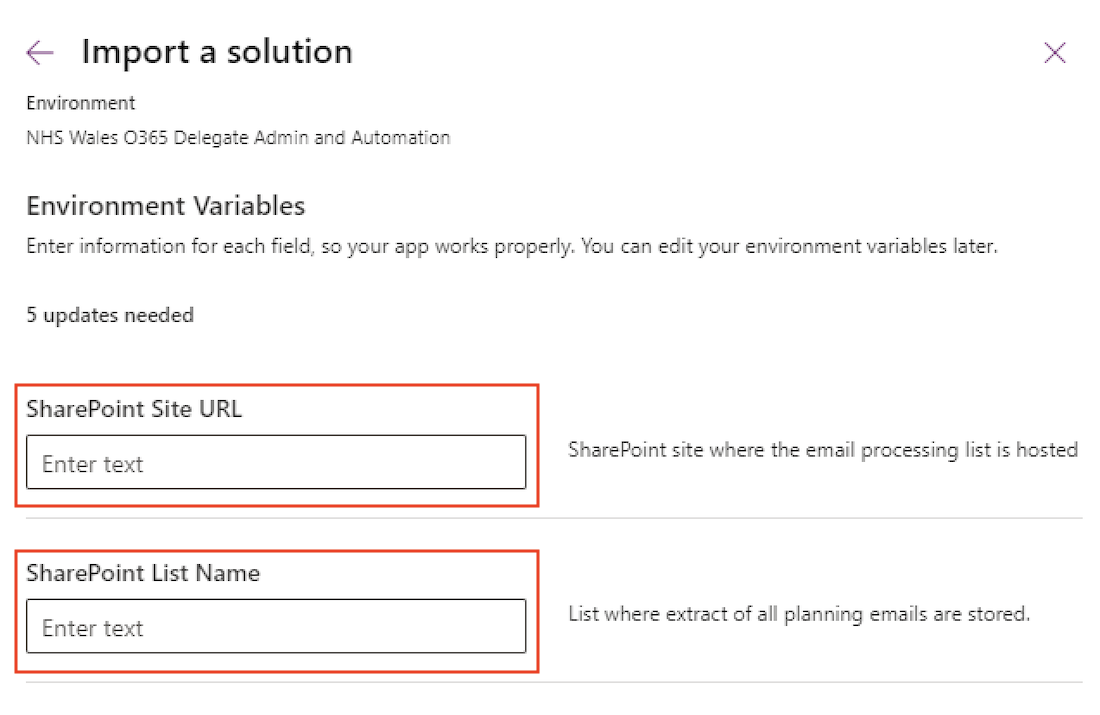 Import a solution
Environment
NHS Wales O365 Delegate Admin and Automation
Environment Variables
Enter information for each field, so your app works properly. You can edit your environment variables later.
5 updates needed
SharePoint Site URL
Enter text
SharePoint site where the email processing list is hosted
SharePoint List Name
Enter text
List where extract of all planning emails are stored.